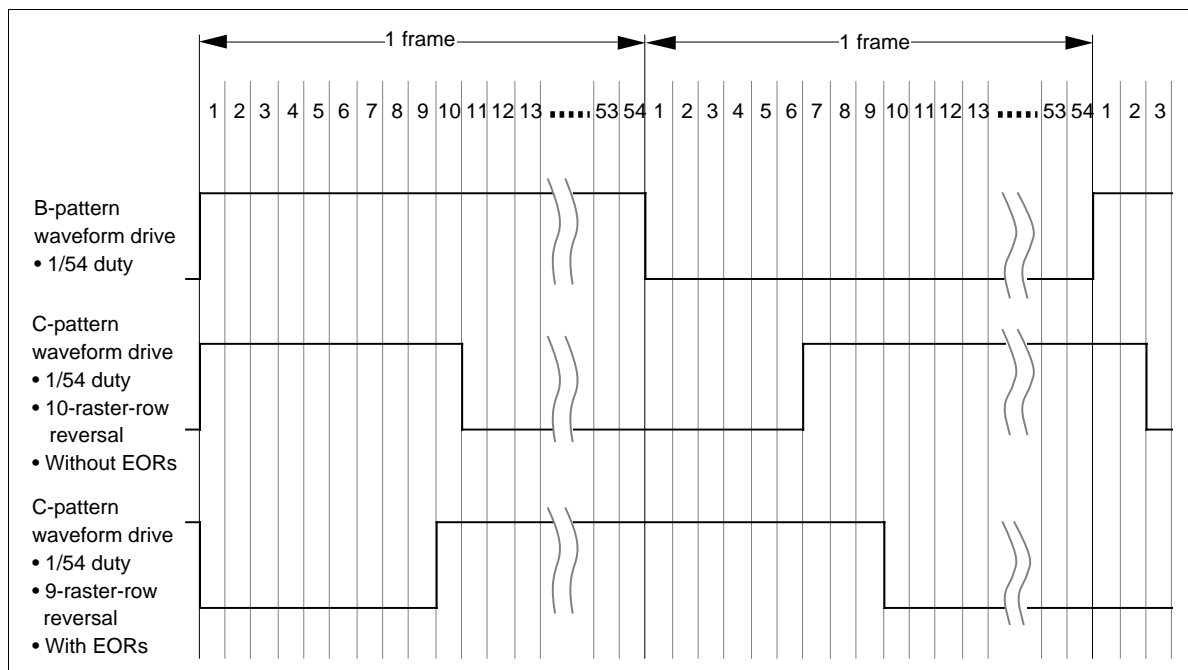 1 frame 1 frame
1 2 3 4 5 6 7 8 9 10 11 12 13 ▪▪▪▪▪ 53 54 1 2 3 4 5 6 7 8 9 10 11 12 13 ▪▪▪▪▪ 53 54 1 2 3
B-pattern
waveform drive
• 1/54 duty
C-pattern
waveform drive
• 1/54 duty
• 10-raster-row
reversal
• Without EORs
C-pattern
waveform drive
• 1/54 duty
• 9-raster-row
reversal
• With EORs